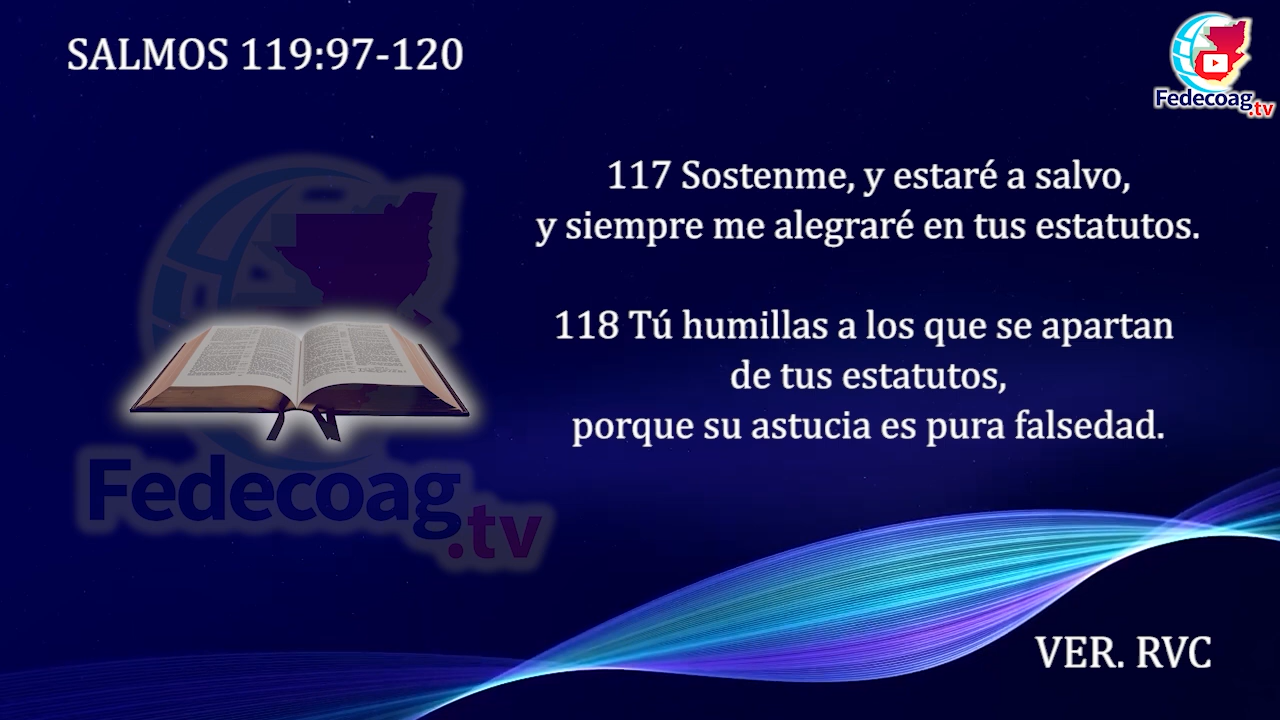 SALMOS 119:97-120
Fedecoag.tv
117 Sostenme, y estaré a salvo,
y siempre me alegraré en tus estatutos.
118 Tú humillas a los que se apartan
de tus estatutos,
porque su astucia es pura falsedad.
Fedecoag.tv
VER. RVC